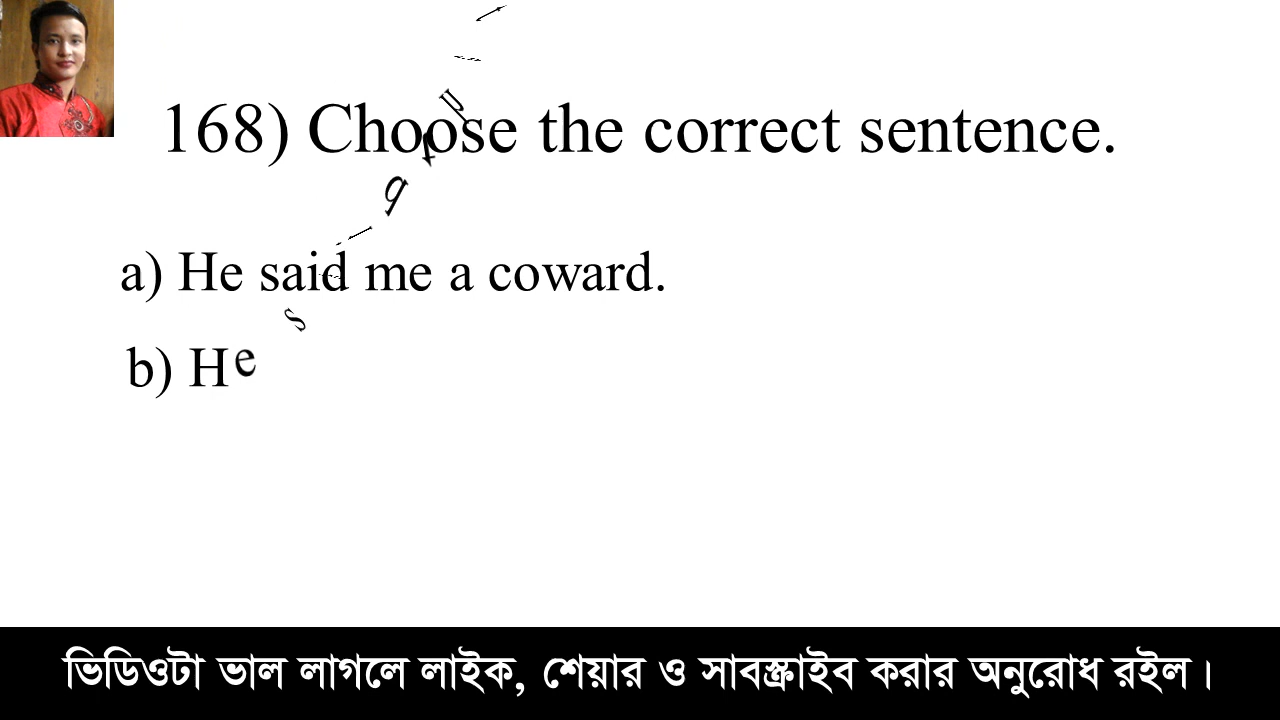 168) Choose the correct sentence.
a) He said me a coward.
b) He
ভিডিওটা ভাল লাগলে লাইক, শেয়ার ও সাবস্ক্রাইব করার অনুরোধ রইল।